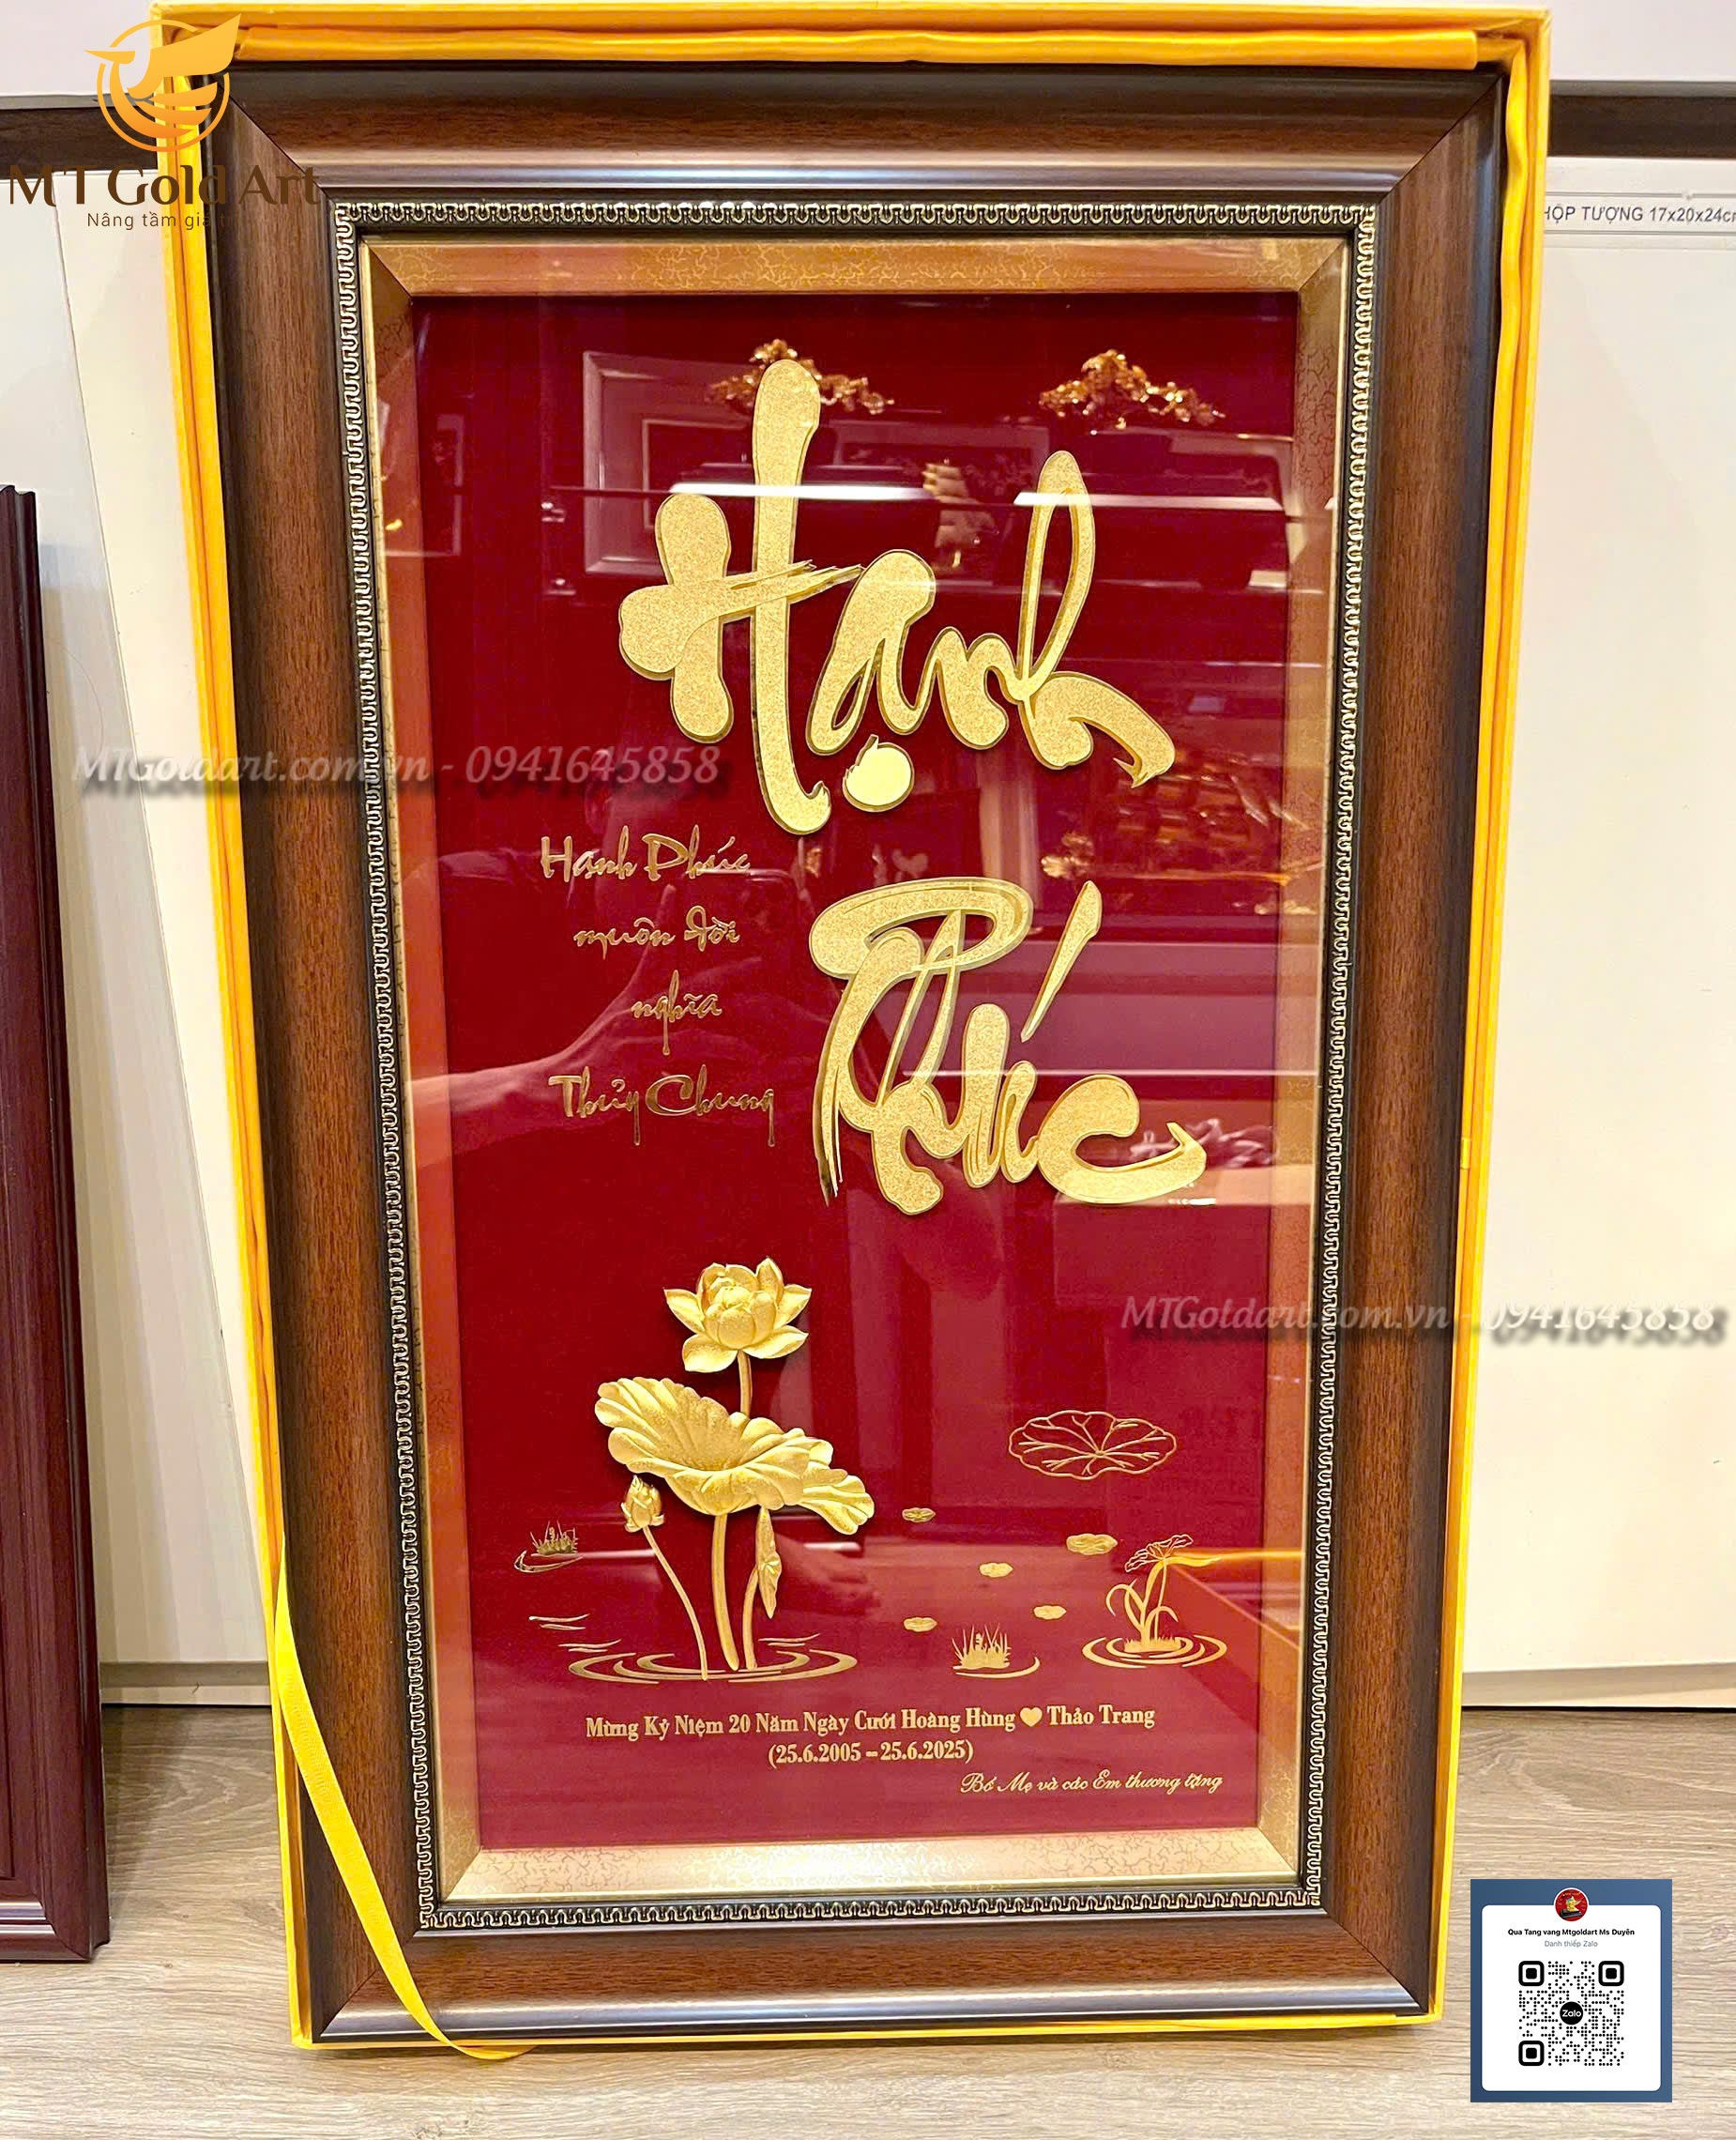 MT Gold Art
Nâng tầm giá
HỘP TƯỢNG 17x20x24cm
Hạnh
MTGoldart.com.vn - 0941645858
Hạnh Phúc
muôn đời
nghĩa
Thủy Chung
Phúc
MTGoldart.com.vn - 0941645858
Mừng Kỷ Niệm 20 Năm Ngày Cưới Hoàng Hùng ♥ Thảo Trang
(25.6.2005 – 25.6.2025)
Bố Mẹ và các Em thương tặng
Qua Tang vang Mtgoldart Ms Duyên
Danh thiếp Zalo
Zalo